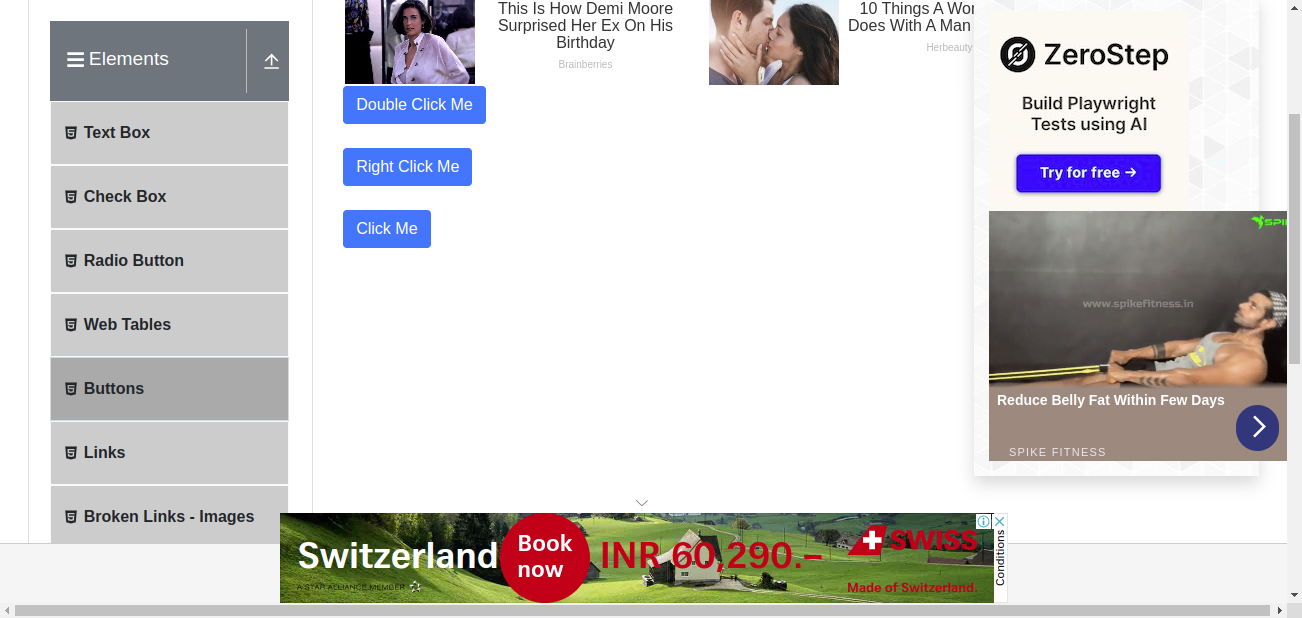 Elements
Text Box
Check Box
Radio Button
Web Tables
Buttons
Links
Broken Links - Images
This Is How Demi Moore
Surprised Her Ex On His
Birthday
Brainberries
10 Things A Wo
Does With A Man
Herbeauty
Double Click Me
Right Click Me
Click Me
ZeroStep
Build Playwright
Tests using AI
Try for free →
SPIK
www.spikefitness.in
Reduce Belly Fat Within Few Days
SPIKE FITNESS
Switzerland
A STAR ALLIANCE MEMBER
Book
now
INR 60,290.–
SWISS
Made of Switzerland.
Conditions